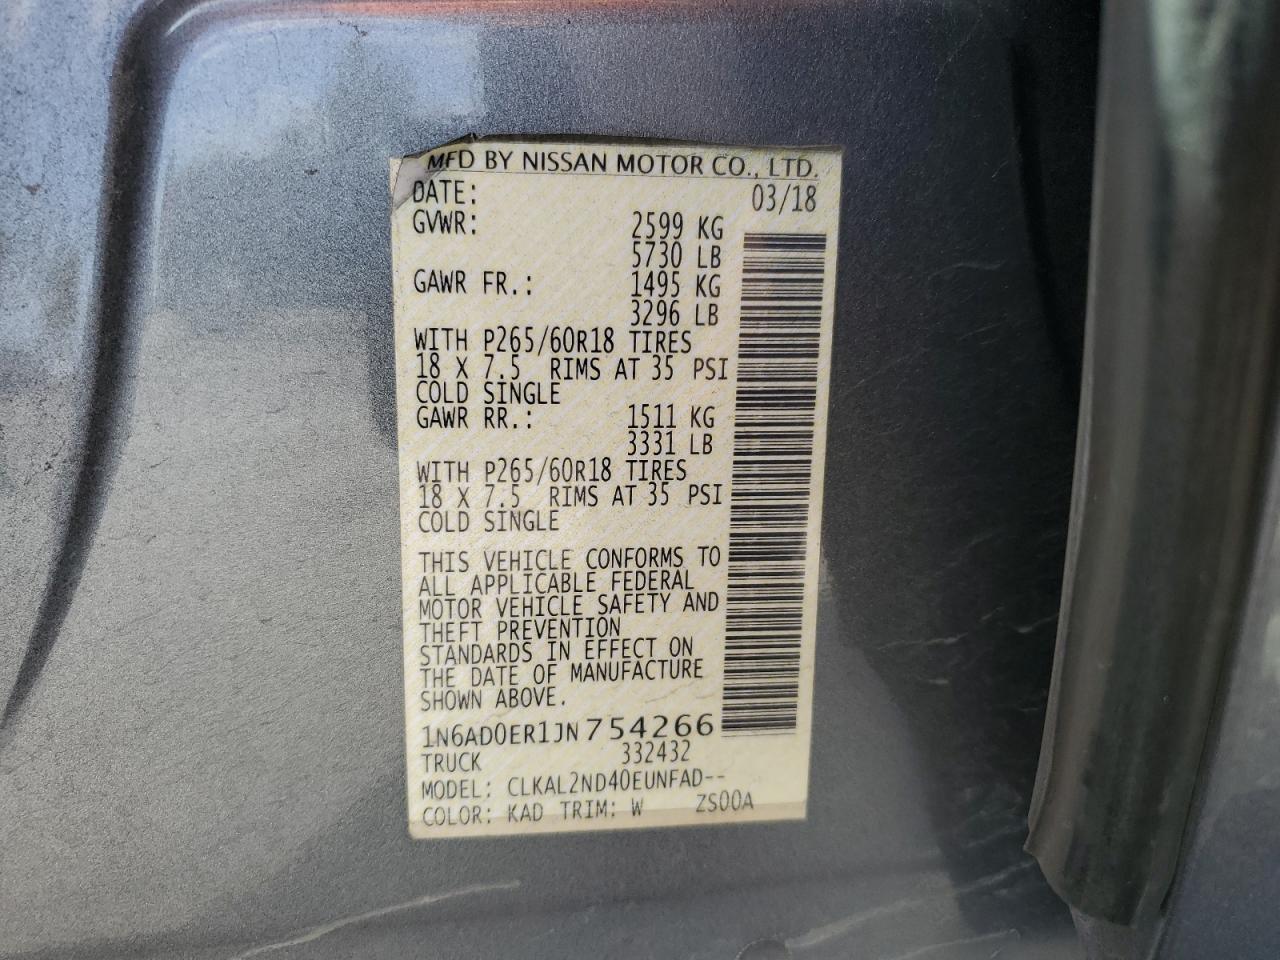 MFD BY NISSAN MOTOR CO., LTD.
DATE: 03/18
GVWR: 2599 KG
5730 LB
GAWR FR.: 1495 KG
3296 LB
WITH P265/60R18 TIRES
18 X 7.5 RIMS AT 35 PSI
COLD SINGLE
GAWR RR.: 1511 KG
3331 LB
WITH P265/60R18 TIRES
18 X 7.5 RIMS AT 35 PSI
COLD SINGLE
THIS VEHICLE CONFORMS TO
ALL APPLICABLE FEDERAL
MOTOR VEHICLE SAFETY AND
THEFT PREVENTION
STANDARDS IN EFFECT ON
THE DATE OF MANUFACTURE
SHOWN ABOVE.
1N6AD0ER1JN754266
TRUCK 332432
MODEL: CLKAL2ND40EUNFAD--
COLOR: KAD TRIM: W ZS00A